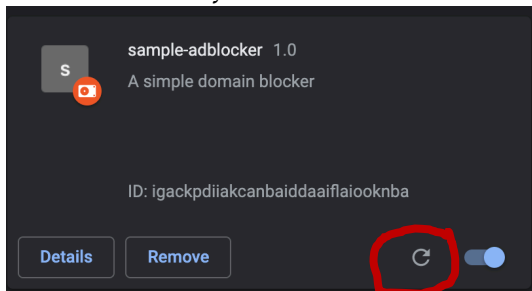 sample-adblocker 1.0
S
A simple domain blocker
ID: igackpdiiakcanbaiddaaiflaiooknba
Details Remove